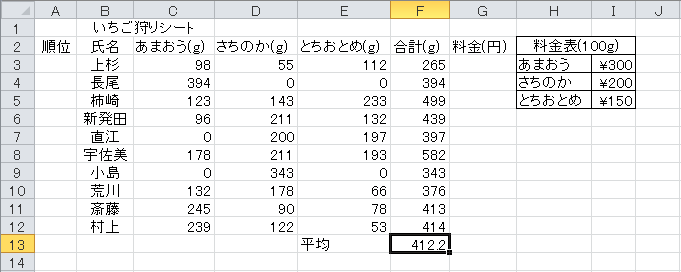 A B C D E F G H I J
1 いちご狩りシート
2 順位 氏名 あまおう(g) さちのか(g) とちおとめ(g) 合計(g) 料金(円) 料金表(100g)
3 上杉 98 55 112 265 あまおう ¥300
4 長尾 394 0 0 394 さちのか ¥200
5 柿崎 123 143 233 499 とちおとめ ¥150
6 新発田 96 211 132 439
7 直江 0 200 197 397
8 宇佐美 178 211 193 582
9 小島 0 343 0 343
10 荒川 132 178 66 376
11 斎藤 245 90 78 413
12 村上 239 122 53 414
13 平均 412.2
14